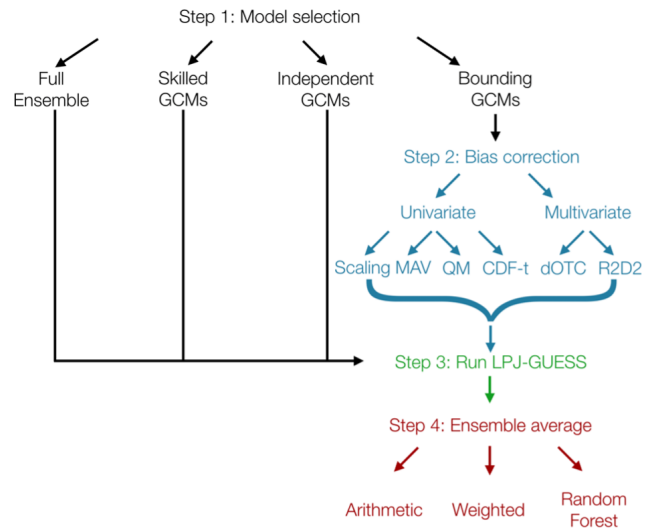 Step 1: Model selection
Full
Ensemble
Skilled
GCMs
Independent
GCMs
Bounding
GCMs
Step 2: Bias correction
Univariate
Multivariate
Scaling
MAV
QM
CDF-t
dOTC
R2D2
Step 3: Run LPJ-GUESS
Step 4: Ensemble average
Arithmetic
Weighted
Random
Forest